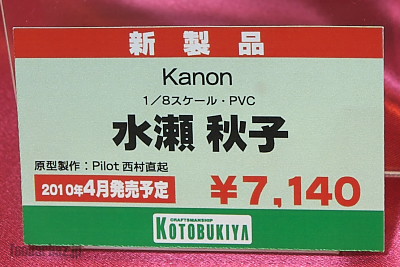 新製品
Kanon
1/8スケール・PVC
水瀬 秋子
原型製作:Pilot 西村直起
2010年4月発売予定
¥7,140
CRAFTSMANSHIP
KOTOBUKIYA